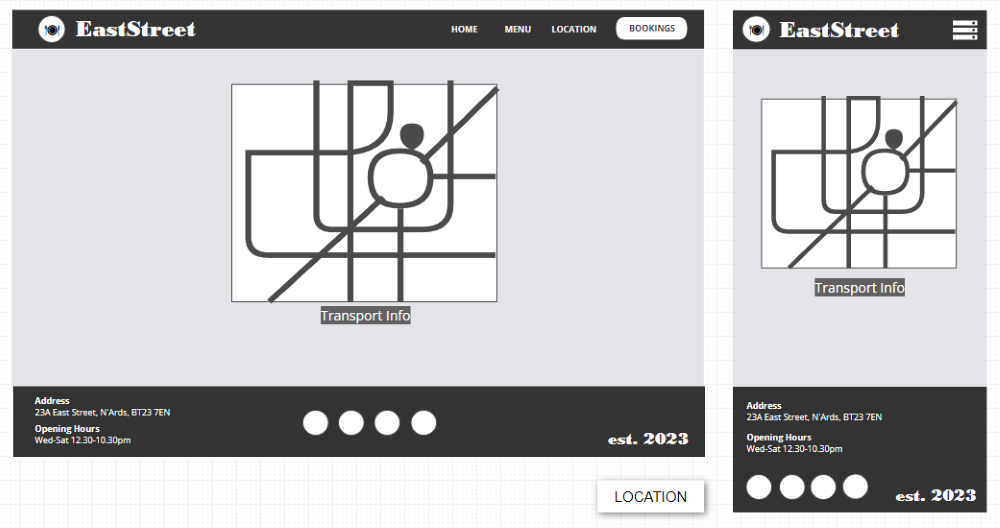 EastStreet
HOME MENU LOCATION BOOKINGS
Transport Info
Address
23A East Street, N'Ards, BT23 7EN
Opening Hours
Wed-Sat 12.30-10.30pm
est. 2023
LOCATION
EastStreet
Transport Info
Address
23A East Street, N'Ards, BT23 7EN
Opening Hours
Wed-Sat 12.30-10.30pm
est. 2023